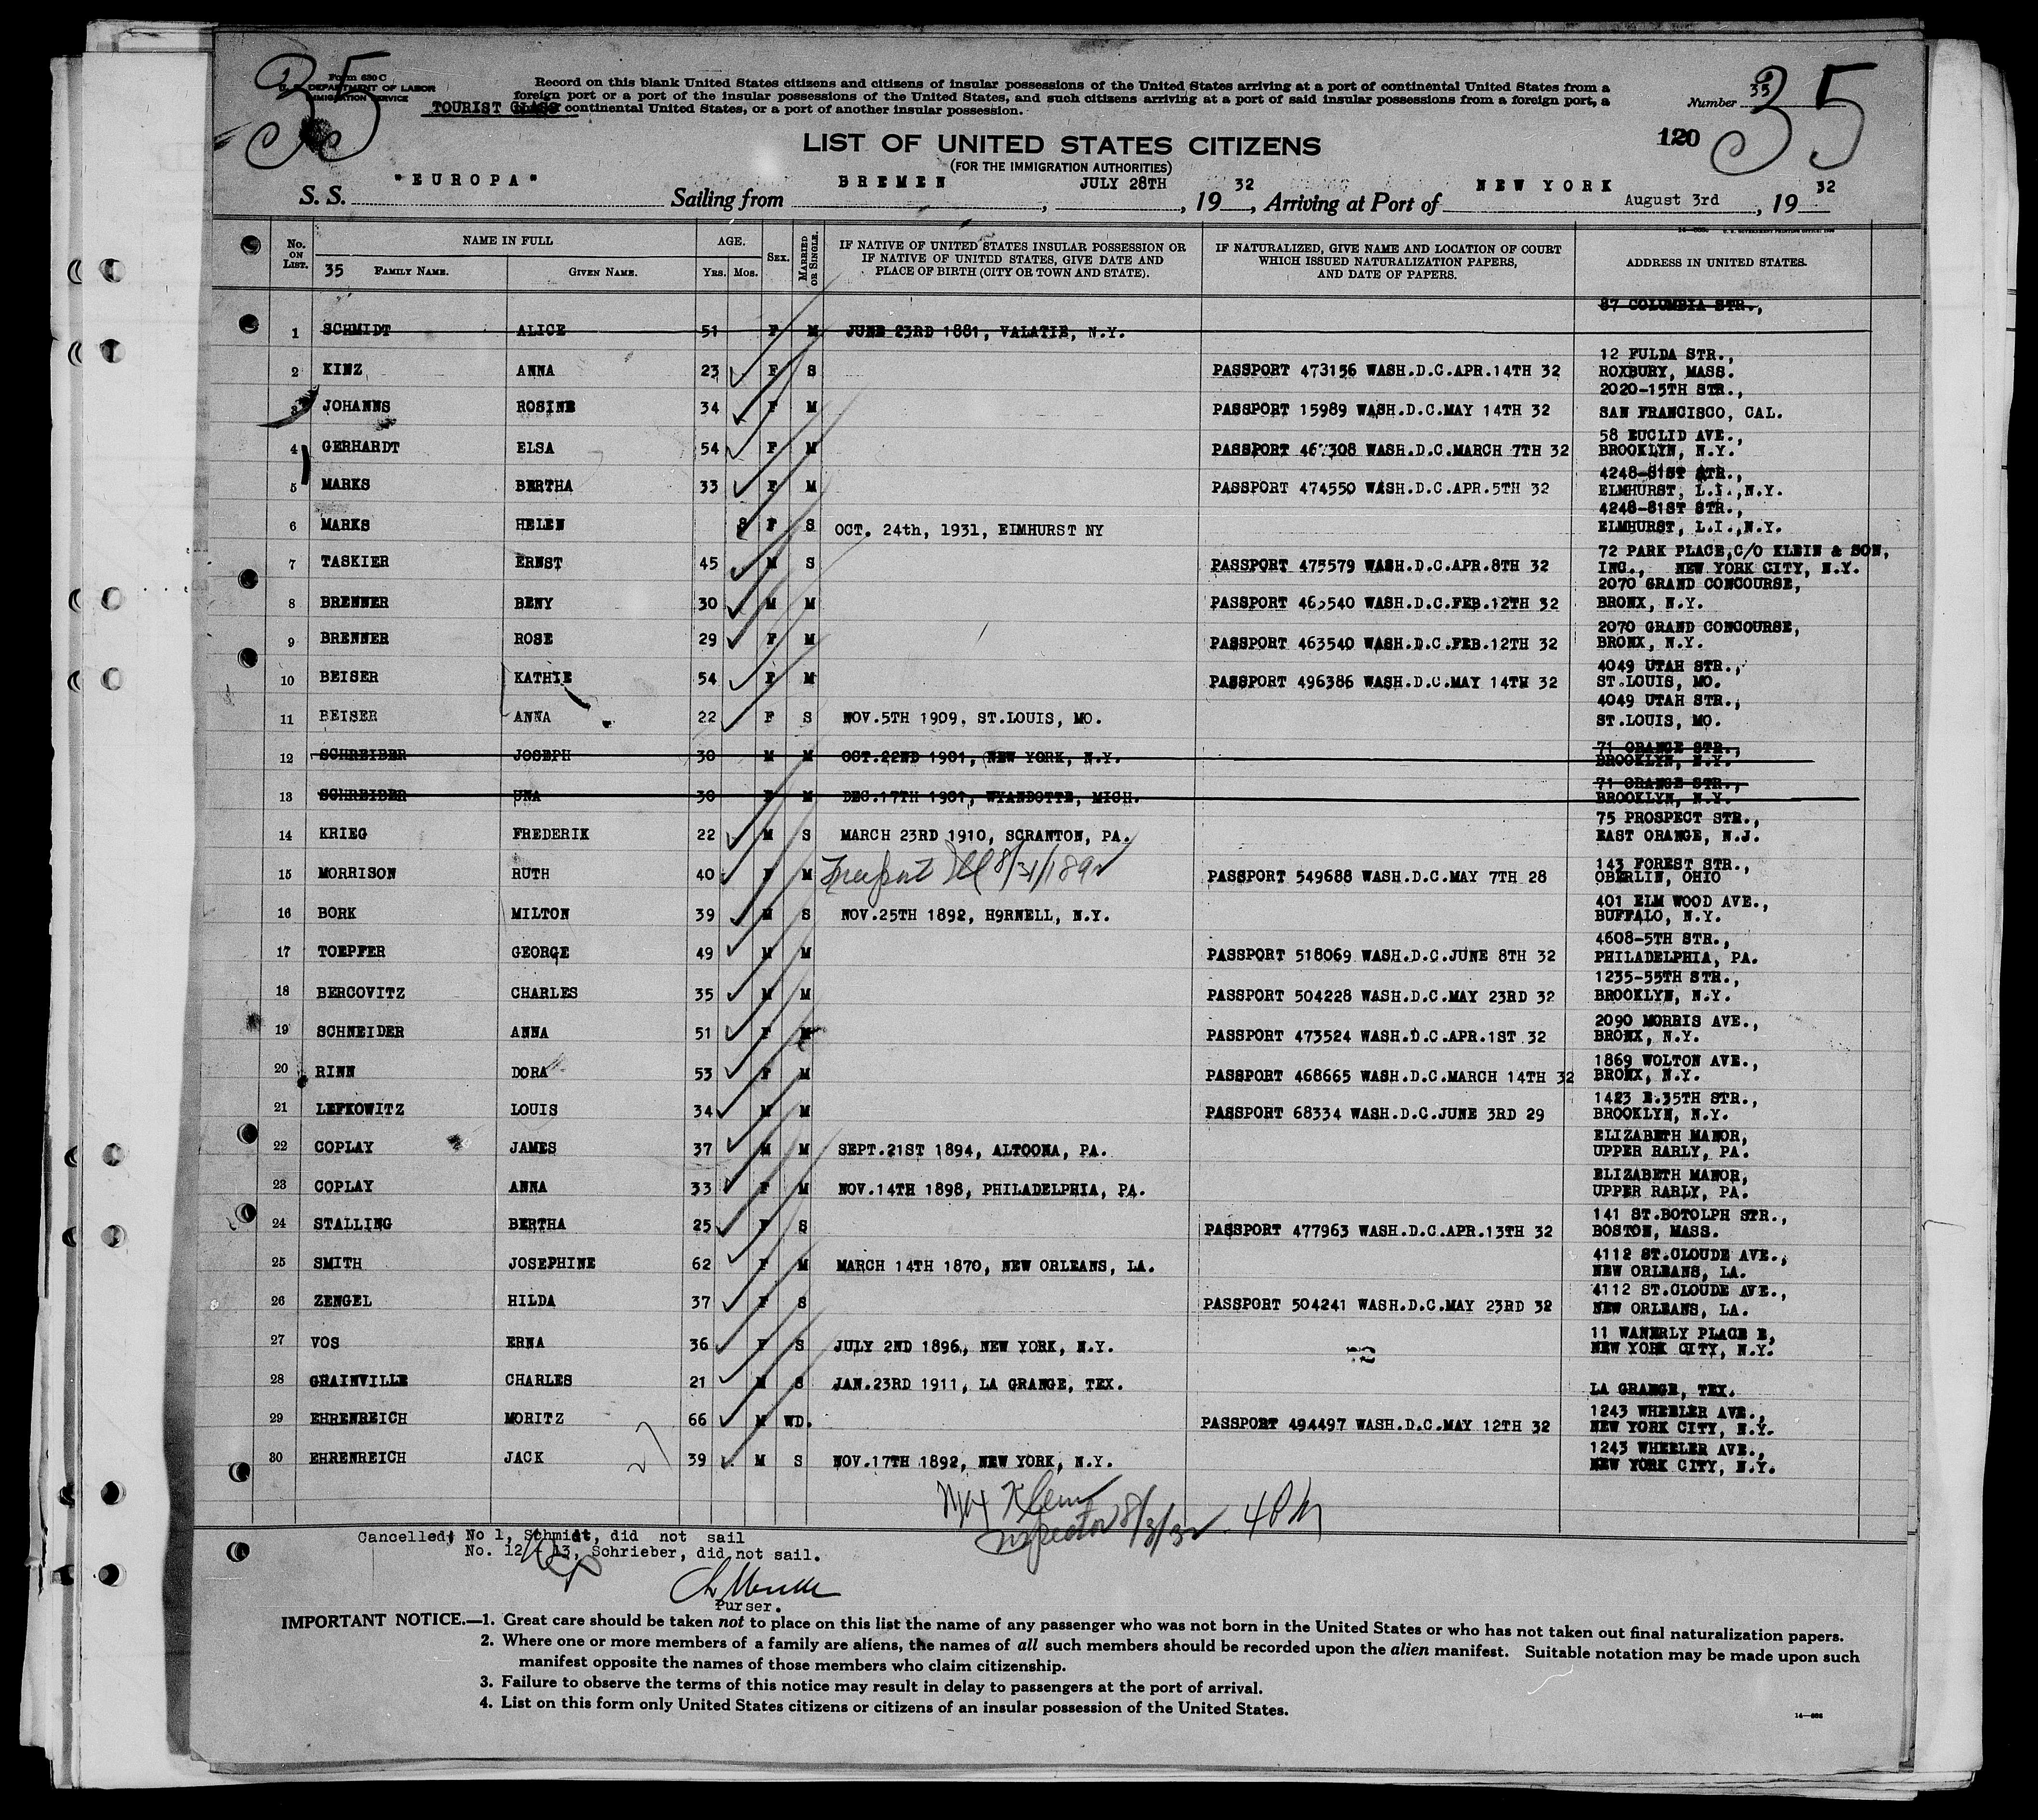 35
Form 630 C
U. S. DEPARTMENT OF LABOR
IMMIGRATION SERVICE
TOURIST CLASS
Record on this blank United States citizens and citizens of insular possessions of the United States arriving at a port of continental United States from a
foreign port or a port of the insular possessions of the United States, and such citizens arriving at a port of said insular possessions from a foreign port, a
continental United States, or a port of another insular possession.
Number 35
120
35
LIST OF UNITED STATES CITIZENS
(FOR THE IMMIGRATION AUTHORITIES)
S. S. "EUROPA" Sailing from BREMEN, JULY 28TH, 1932, Arriving at Port of NEW YORK August 3rd, 1932
No. ON LIST. NAME IN FULL AGE. SEX. MARRIED OR SINGLE. IF NATIVE OF UNITED STATES INSULAR POSSESSION OR IF NATIVE OF UNITED STATES, GIVE DATE AND PLACE OF BIRTH (CITY OR TOWN AND STATE). IF NATURALIZED, GIVE NAME AND LOCATION OF COURT WHICH ISSUED NATURALIZATION PAPERS, AND DATE OF PAPERS. ADDRESS IN UNITED STATES.
35 FAMILY NAME. GIVEN NAME. YRS. MOS.
1 SCHMIDT ALICE 51 F M JUNE 23RD 1881, VALATIE, N.Y. 87 COLUMBIA STR.,
2 KINZ ANNA 23 F S PASSPORT 473156 WASH.D.C.APR.14TH 32 12 FULDA STR., ROXBURY, MASS.
3 JOHANNS ROSINE 34 F M PASSPORT 15989 WASH.D.C.MAY 14TH 32 2020-15TH STR., SAN FRANCISCO, CAL.
4 GERHARDT ELSA 54 F M PASSPORT WASH.D.C.MARCH 7TH 32 58 EUCLID AVE., BROOKLYN, N.Y.
5 MARKS BERTHA 33 F M PASSPORT 474550 WASH.D.C.APR.5TH 32 4248-81ST STR., ELMHURST, L.I.,N.Y.
6 MARKS HELEN 8 F S OCT. 24th, 1931, ELMHURST NY 4248-81ST STR., ELMHURST, L.I.,N.Y.
7 TASKIER ERNST 45 M S PASSPORT 475579 WASH.D.C.APR.8TH 32 72 PARK PLACE,C/O KLEIN & SON, INC., NEW YORK CITY, N.Y.
8 BRENNER BENY 30 M M PASSPORT 463540 WASH.D.C.FEB.12TH 32 2070 GRAND CONCOURSE, BRONX, N.Y.
9 BRENNER ROSE 29 F M PASSPORT 463540 WASH.D.C.FEB.12TH 32 2070 GRAND CONCOURSE, BRONX, N.Y.
10 BEISER KATHIE 54 F M PASSPORT 496386 WASH.D.C.MAY 14TH 32 4049 UTAH STR., ST.LOUIS, MO.
11 BEISER ANNA 22 F S NOV.5TH 1909, ST.LOUIS, MO. 4049 UTAH STR., ST.LOUIS, MO.
12 SCHREIBER JOSEPH 30 M M OCT.22ND 1901, NEW YORK, N.Y. 71 ORANGE STR., BROOKLYN, N.Y.
13 SCHREIBER UNA 30 F M DEC.17TH 1901, WYANDOTTE, MICH. 71 ORANGE STR., BROOKLYN, N.Y.
14 KRIEG FREDERIK 22 M S MARCH 23RD 1910, SCRANTON, PA. 75 PROSPECT STR., EAST ORANGE, N.J.
15 MORRISON RUTH 40 F M Freeport Ill 8/31/1892 PASSPORT 549688 WASH.D.C.MAY 7TH 28 143 FOREST STR., OBERLIN, OHIO
16 BORK MILTON 39 M S NOV.25TH 1892, HORNELL, N.Y. 401 ELM WOOD AVE., BUFFALO, N.Y.
17 TOEPFER GEORGE 49 M M PASSPORT 518069 WASH.D.C.JUNE 8TH 32 4608-5TH STR., PHILADELPHIA, PA.
18 BERCOVITZ CHARLES 35 M M PASSPORT 504228 WASH.D.C.MAY 23RD 32 1235-55TH STR., BROOKLYN, N.Y.
19 SCHNEIDER ANNA 51 F M PASSPORT 473524 WASH.D.C.APR.1ST 32 2090 MORRIS AVE., BRONX, N.Y.
20 RINN DORA 53 F M PASSPORT 468665 WASH.D.C.MARCH 14TH 32 1869 WOLTON AVE., BRONX, N.Y.
21 LEFKOWITZ LOUIS 34 M M PASSPORT 68334 WASH.D.C.JUNE 3RD 29 1423 E.35TH STR., BROOKLYN, N.Y.
22 COPLAY JAMES 37 M M SEPT.21ST 1894, ALTOONA, PA. ELIZABETH MANOR, UPPER RARLY, PA.
23 COPLAY ANNA 33 F M NOV.14TH 1898, PHILADELPHIA, PA. ELIZABETH MANOR, UPPER RARLY, PA.
24 STALLING BERTHA 25 F S PASSPORT 477963 WASH.D.C.APR.13TH 32 141 ST.BOTOLPH STR., BOSTON, MASS.
25 SMITH JOSEPHINE 62 F M MARCH 14TH 1870, NEW ORLEANS, LA. 4112 ST.CLOUDE AVE., NEW ORLEANS, LA.
26 ZENGEL HILDA 37 F S PASSPORT 504241 WASH.D.C.MAY 23RD 32 4112 ST.CLOUDE AVE., NEW ORLEANS, LA.
27 VOS ERNA 36 F S JULY 2ND 1896, NEW YORK, N.Y. 11 WANERLY PLACE E, NEW YORK CITY, N.Y.
28 GRAINVILLE CHARLES 21 M S JAN.23RD 1911, LA GRANGE, TEX. LA GRANGE, TEX.
29 EHRENREICH MORITZ 66 M WD. PASSPORT 494497 WASH.D.C.MAY 12TH 32 1243 WHEELER AVE., NEW YORK CITY, N.Y.
30 EHRENREICH JACK 39 M S NOV.17TH 1892, NEW YORK, N.Y. 1243 WHEELER AVE., NEW YORK CITY, N.Y.
27
Klein
Inspector 8/3/32 4 PM
Cancelled; No 1, Schmidt, did not sail
No. 12 - 13, Schrieber, did not sail.
Purser.
IMPORTANT NOTICE.—1. Great care should be taken not to place on this list the name of any passenger who was not born in the United States or who has not taken out final naturalization papers.
2. Where one or more members of a family are aliens, the names of all such members should be recorded upon the alien manifest. Suitable notation may be made upon such
manifest opposite the names of those members who claim citizenship.
3. Failure to observe the terms of this notice may result in delay to passengers at the port of arrival.
4. List on this form only United States citizens or citizens of an insular possession of the United States.